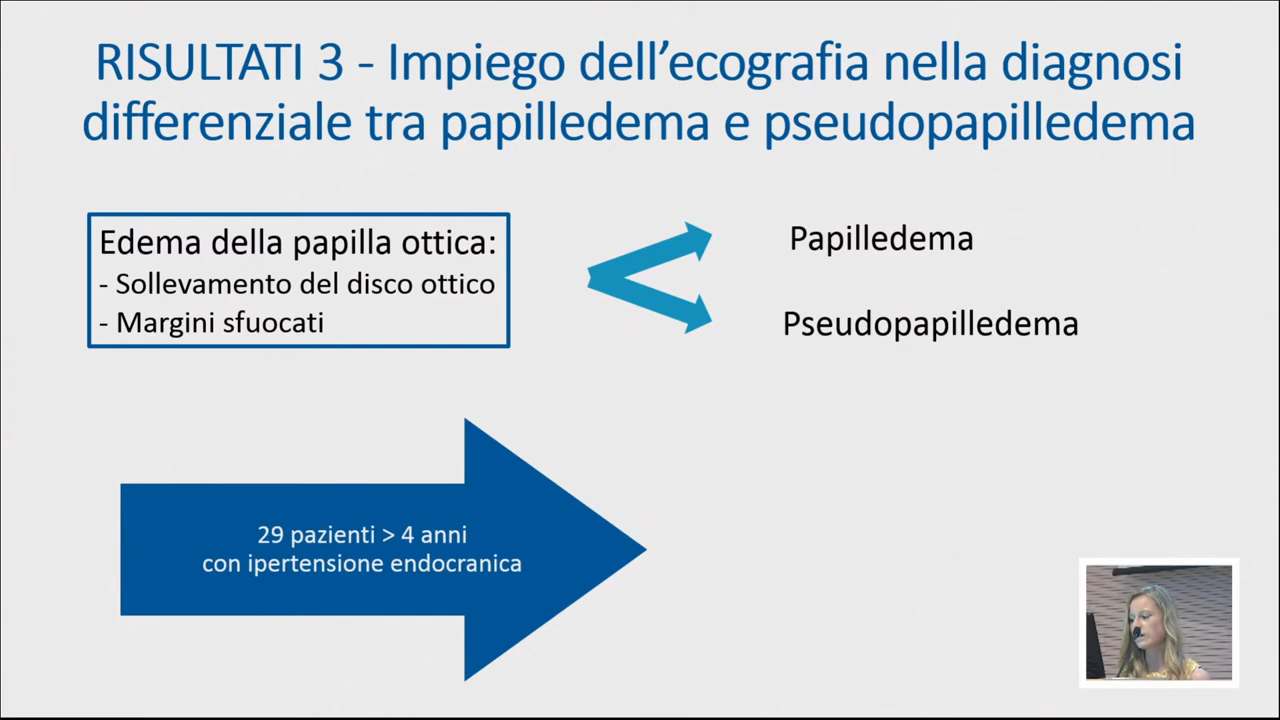 RISULTATI 3 - Impiego dell’ecografia nella diagnosi
differenziale tra papilledema e pseudopapilledema
Edema della papilla ottica:
- Sollevamento del disco ottico
- Margini sfuocati
Papilledema
Pseudopapilledema
29 pazienti > 4 anni
con ipertensione endocranica